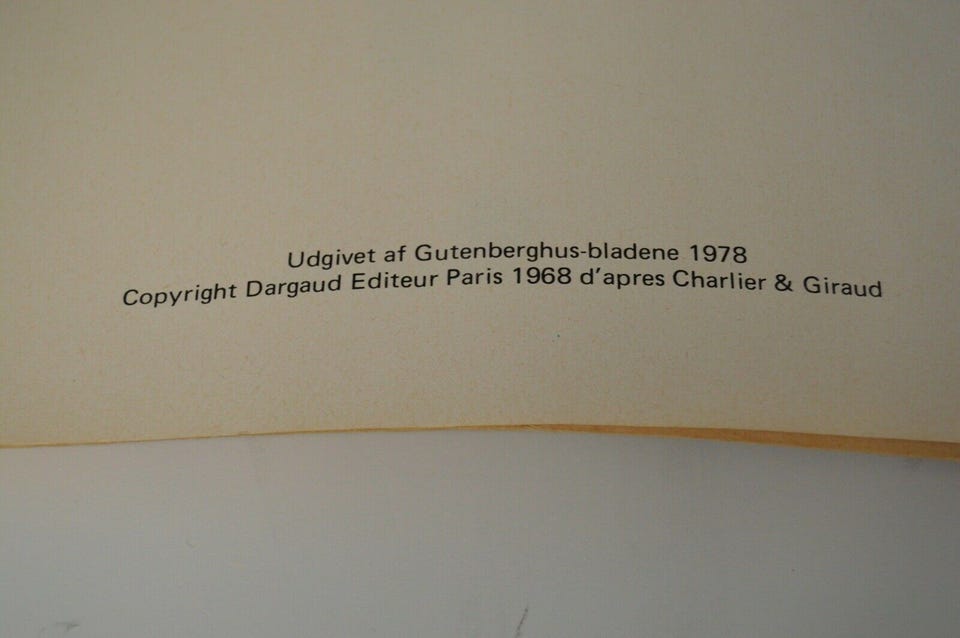 Udgivet af Gutenberghus-bladene 1978
Copyright Dargaud Editeur Paris 1968 d'apres Charlier & Giraud